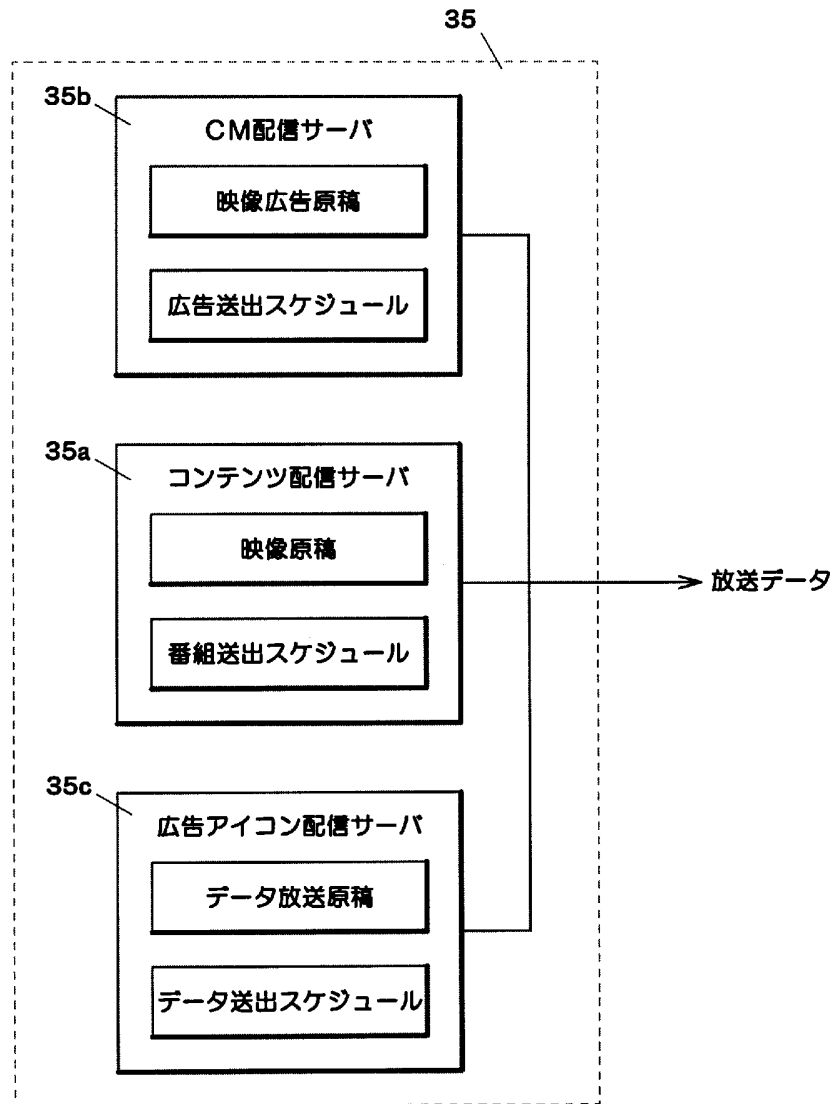 35
35b
CM配信サーバ
映像広告原稿
広告送出スケジュール
35a
コンテンツ配信サーバ
映像原稿
番組送出スケジュール
放送データ
35c
広告アイコン配信サーバ
データ放送原稿
データ送出スケジュール